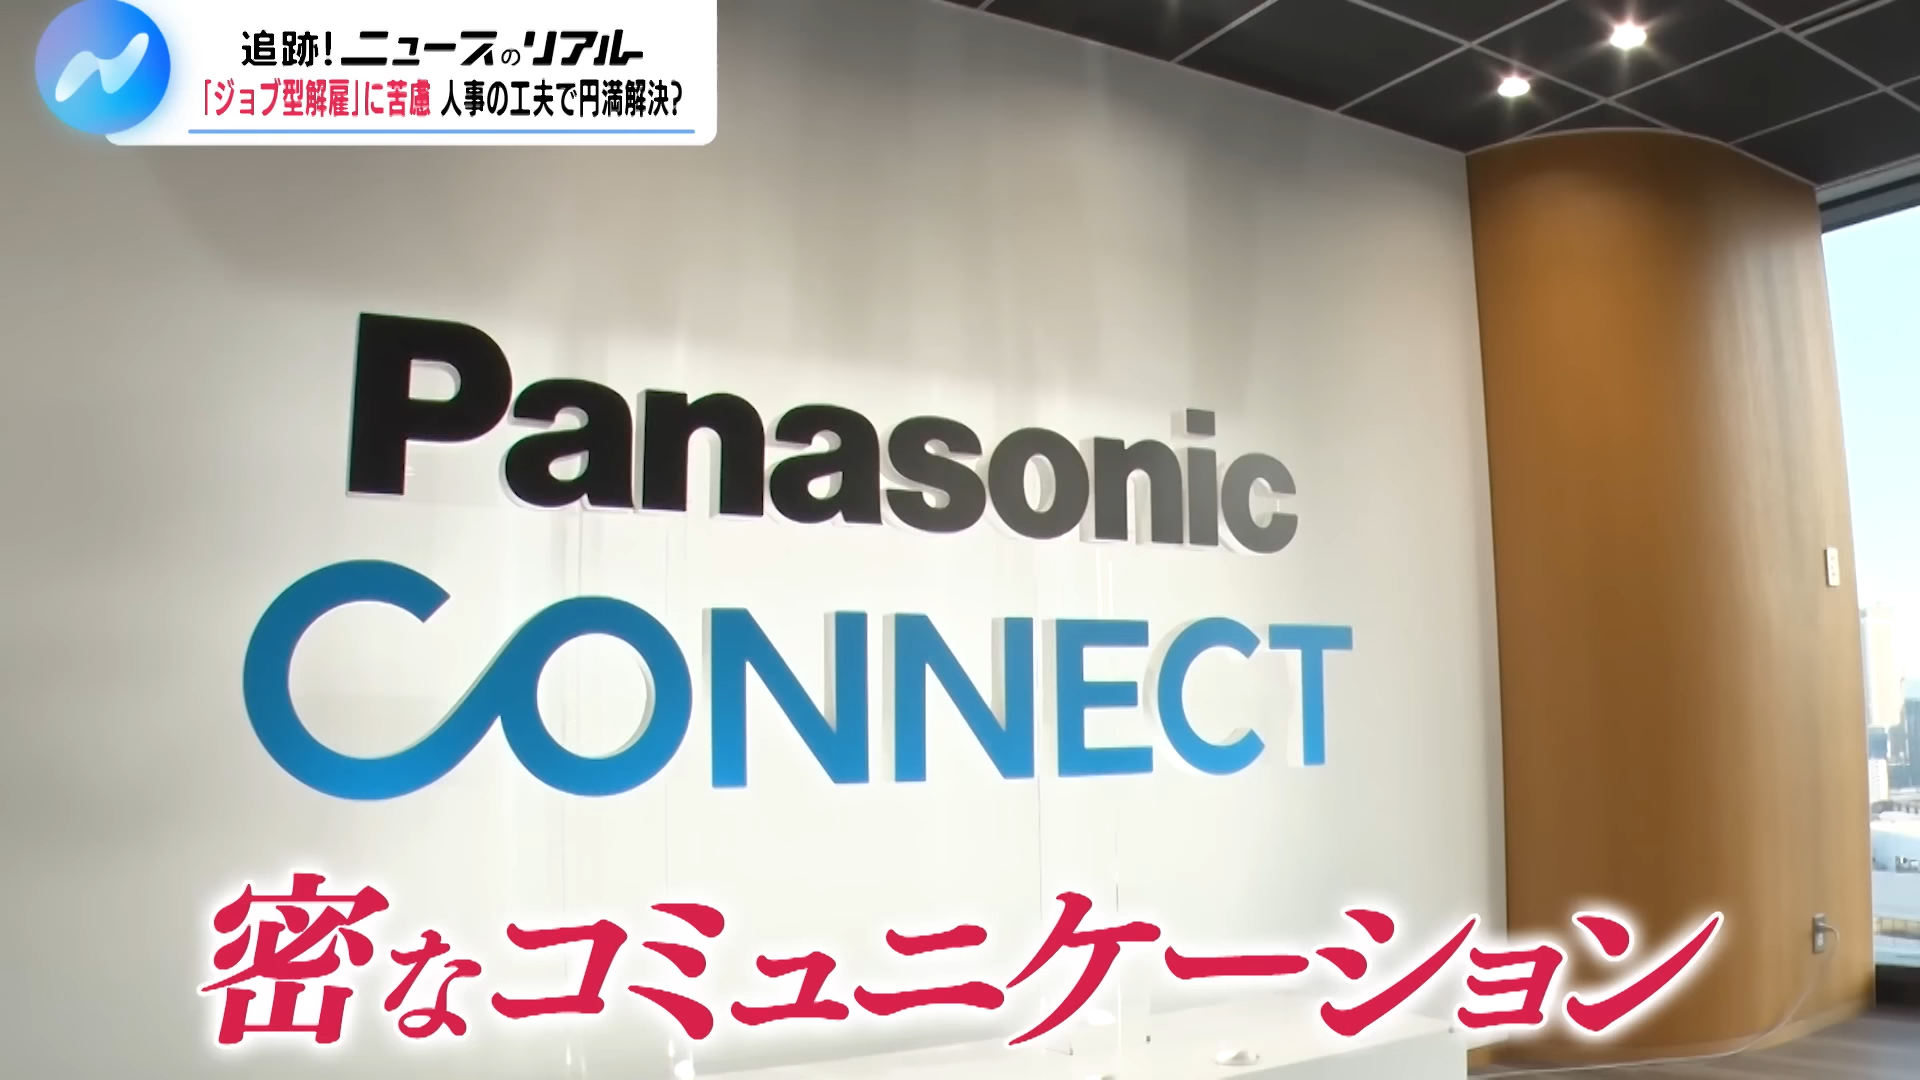 追跡！ニュースのリアル
「ジョブ型解雇」に苦慮 人事の工夫で円満解決？
Panasonic
CONNECT
密なコミュニケーション